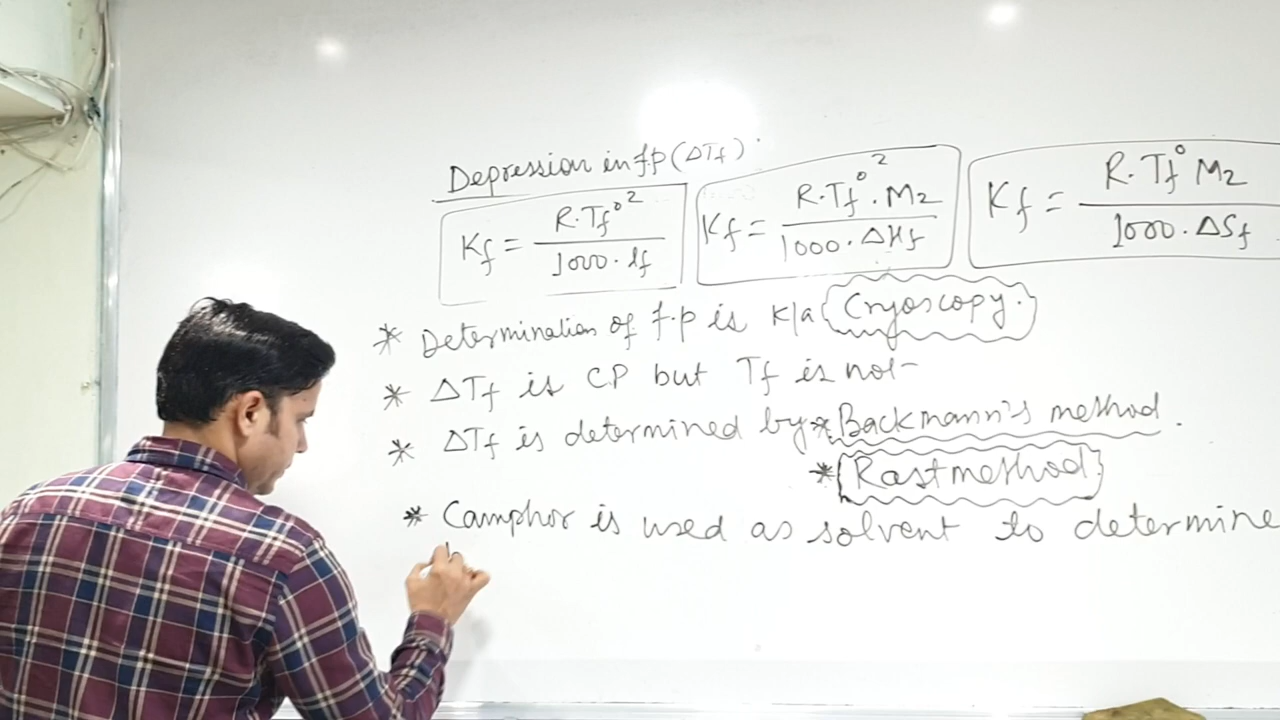 Depression in f.p (ΔTf)
Kf = R·Tf°² / 1000·lf   Kf = R·Tf°²·M2 / 1000·ΔHf   Kf = R·Tf° M2 / 1000·ΔSf
* Determination of f.p is k/a Cryoscopy.
* ΔTf is CP but Tf is not
* ΔTf is determined by * Backmann's method.
* Rast method
* Camphor is used as solvent to determine